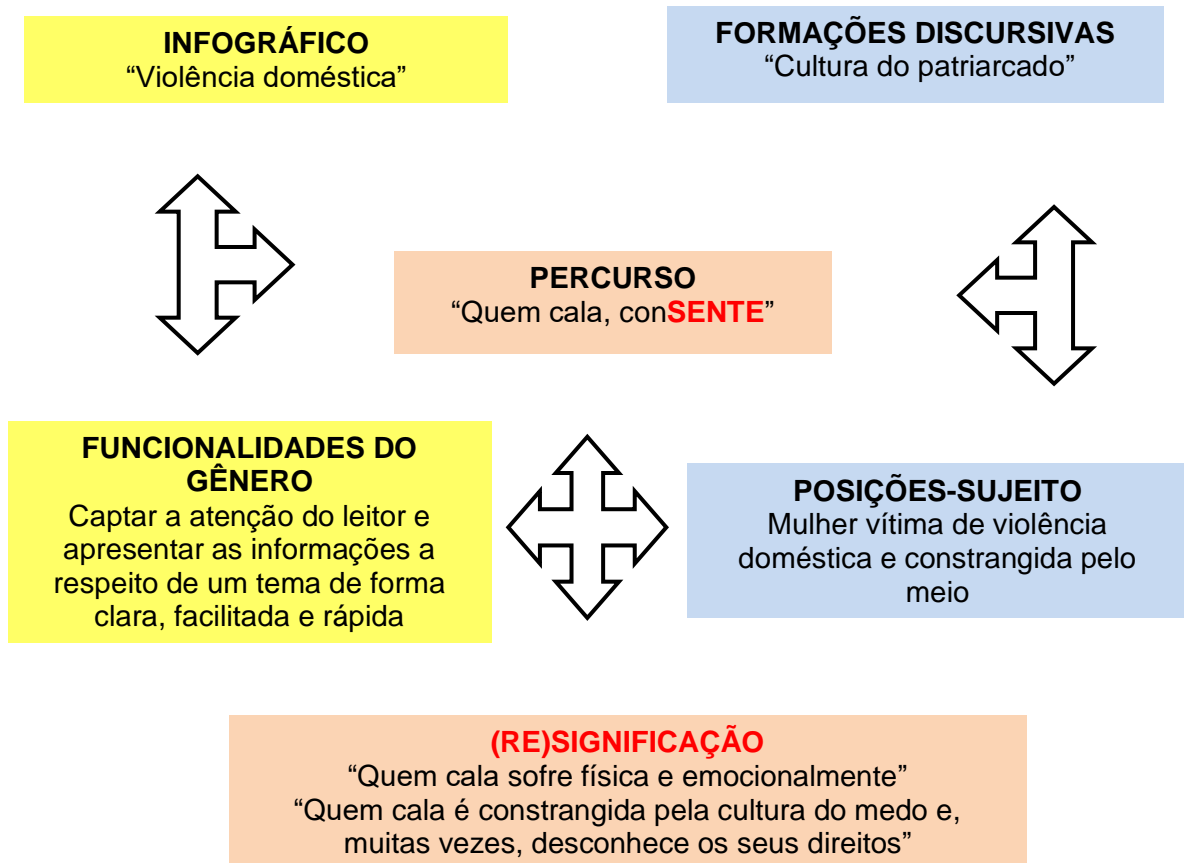 INFOGRÁFICO
“Violência doméstica”
FORMAÇÕES DISCURSIVAS
“Cultura do patriarcado”
PERCURSO
“Quem cala, conSENTE”
FUNCIONALIDADES DO
GÊNERO
Captar a atenção do leitor e
apresentar as informações a
respeito de um tema de forma
clara, facilitada e rápida
POSIÇÕES-SUJEITO
Mulher vítima de violência
doméstica e constrangida pelo
meio
(RE)SIGNIFICAÇÃO
“Quem cala sofre física e emocionalmente”
“Quem cala é constrangida pela cultura do medo e,
muitas vezes, desconhece os seus direitos”